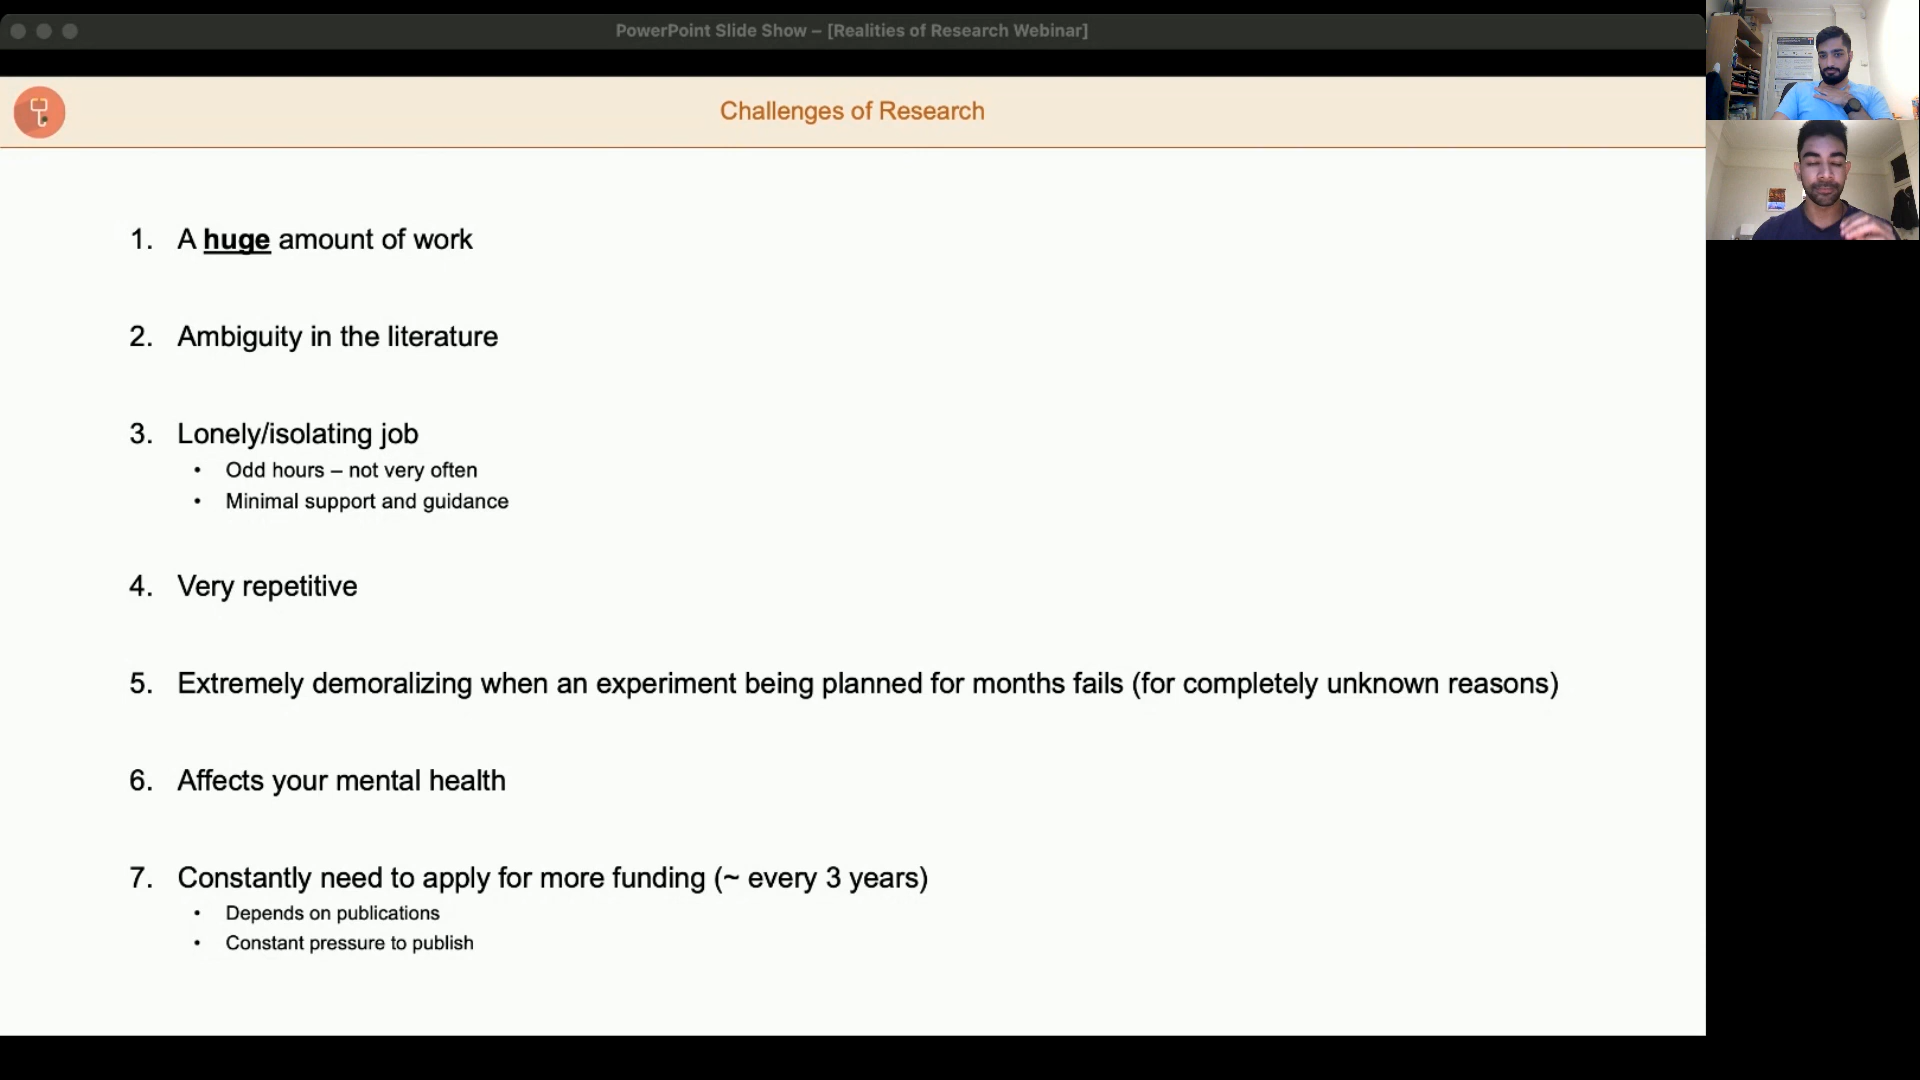 PowerPoint Slide Show – [Realities of Research Webinar]
Challenges of Research
1. A huge amount of work
2. Ambiguity in the literature
3. Lonely/isolating job
• Odd hours – not very often
• Minimal support and guidance
4. Very repetitive
5. Extremely demoralizing when an experiment being planned for months fails (for completely unknown reasons)
6. Affects your mental health
7. Constantly need to apply for more funding (~ every 3 years)
• Depends on publications
• Constant pressure to publish